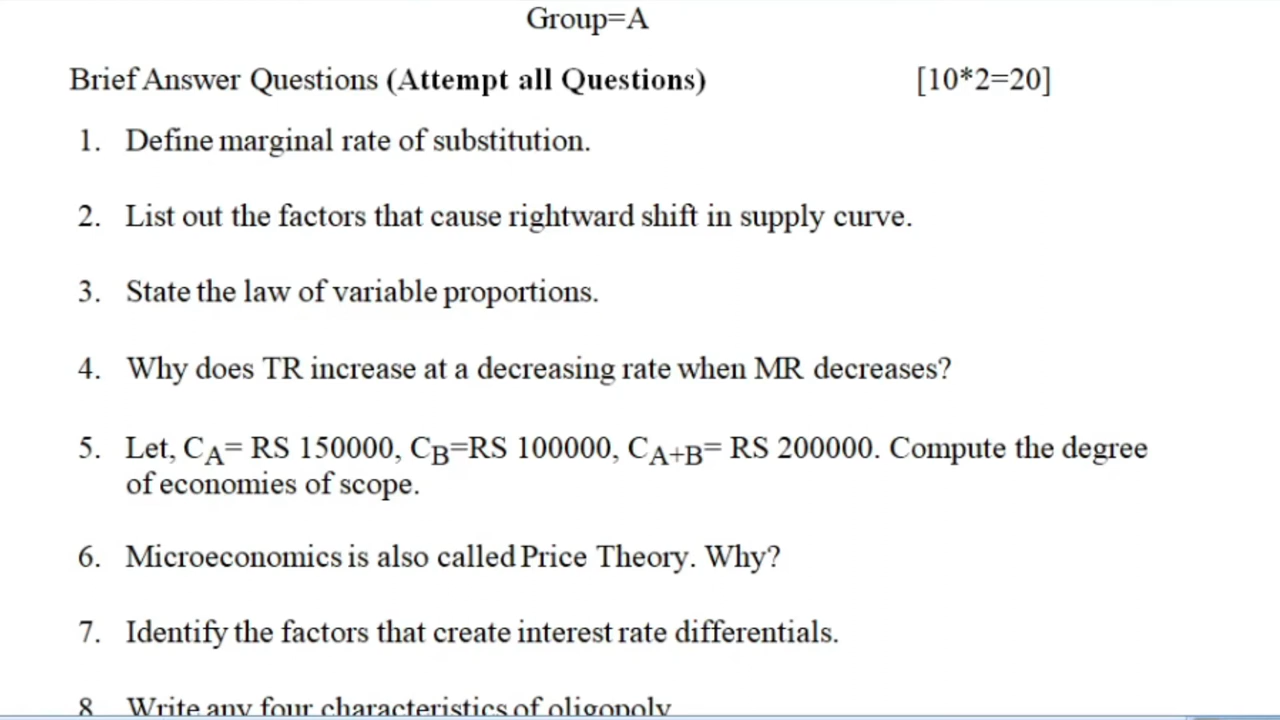 Group=A
Brief Answer Questions (Attempt all Questions) [10*2=20]
1. Define marginal rate of substitution.
2. List out the factors that cause rightward shift in supply curve.
3. State the law of variable proportions.
4. Why does TR increase at a decreasing rate when MR decreases?
5. Let, CA= RS 150000, CB=RS 100000, CA+B= RS 200000. Compute the degree
of economies of scope.
6. Microeconomics is also called Price Theory. Why?
7. Identify the factors that create interest rate differentials.
8 Write any four characteristics of oligopoly